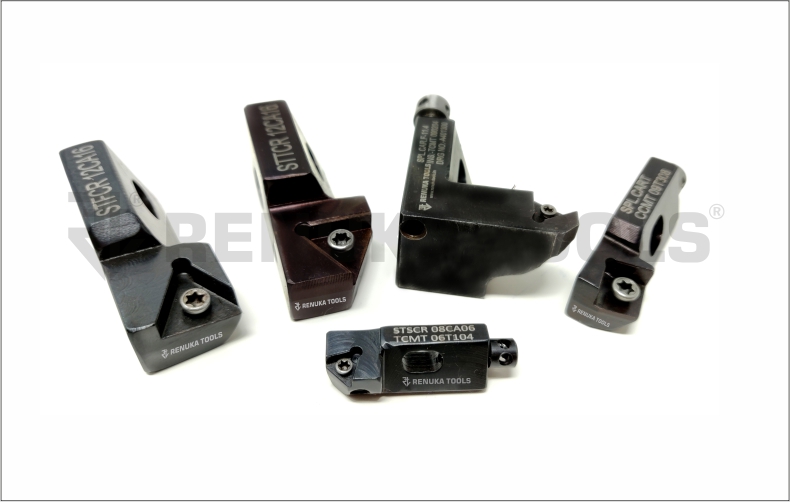 STFCR 12CA16
RENUKA TOOLS
STTCR 12CA16
RENUKA TOOLS
SPL CART-114
RENUKA TOOLS
SPL.CART
CCMT 09T308
RENUKA TOOLS
STSCR 08CA06
TCMT 06T104
RENUKA TOOLS
RENUKA TOOLS®